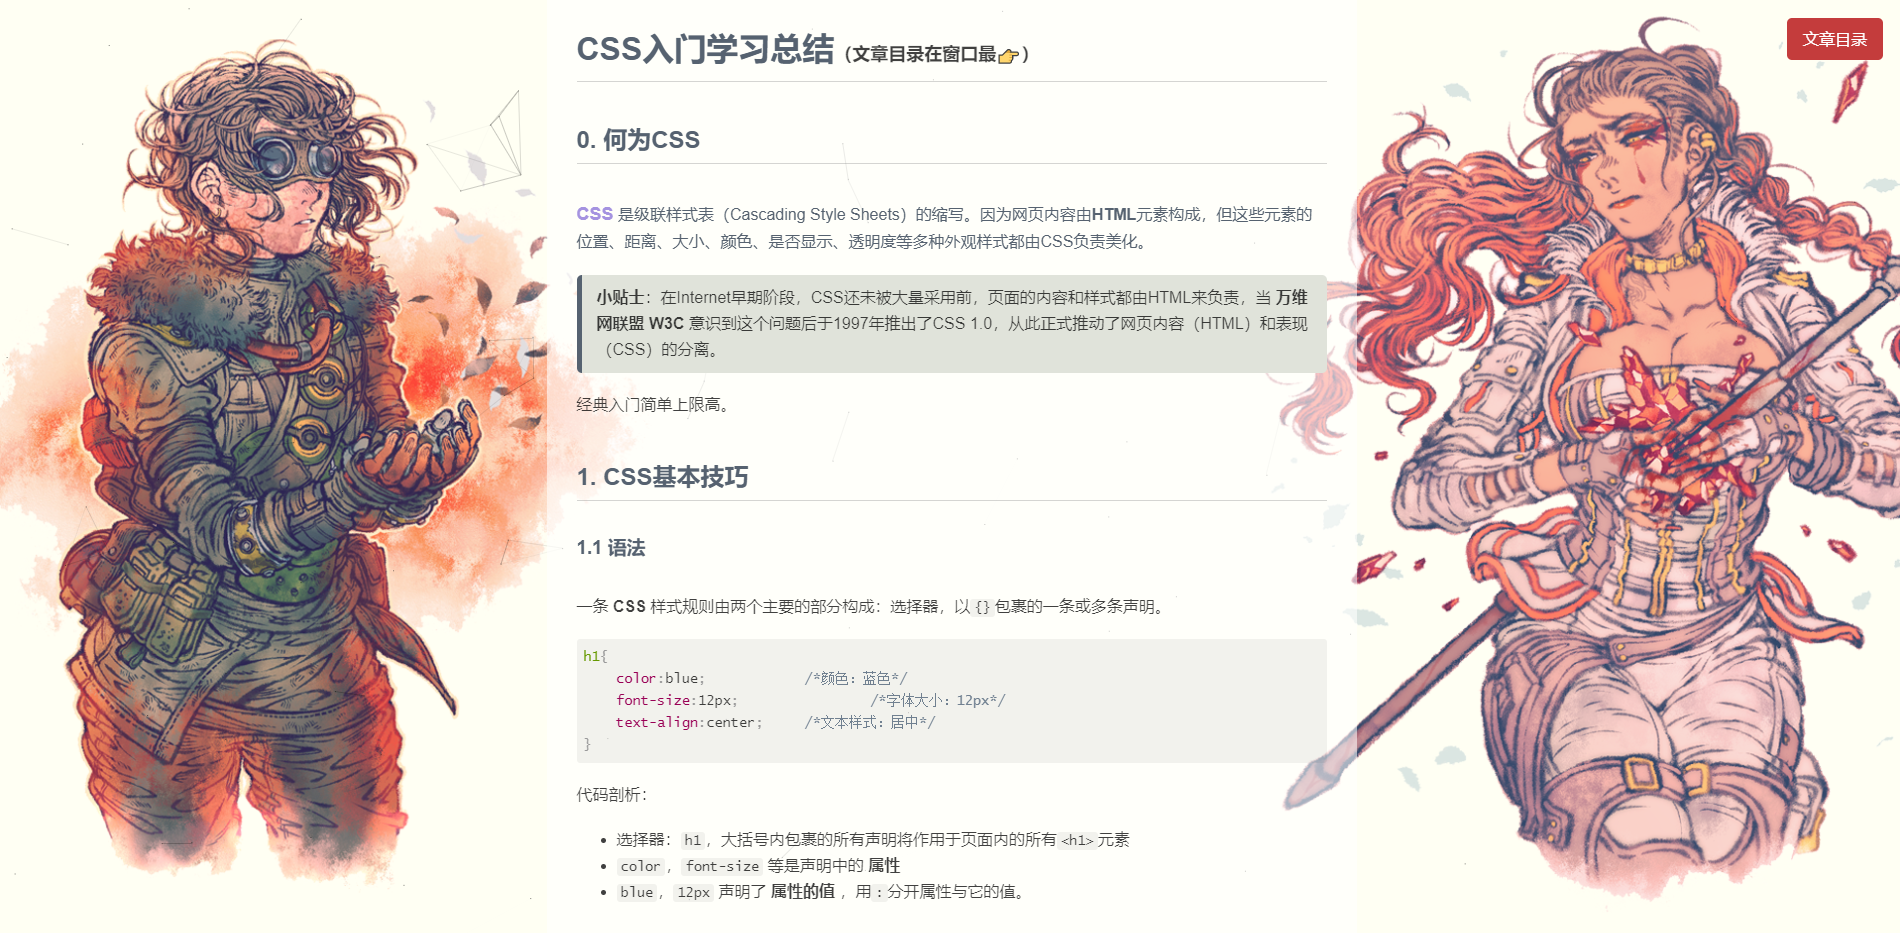 文章目录
CSS入门学习总结（文章目录在窗口最👉）
0. 何为CSS
CSS 是级联样式表（Cascading Style Sheets）的缩写。因为网页内容由HTML元素构成，但这些元素的
位置、距离、大小、颜色、是否显示、透明度等多种外观样式都由CSS负责美化。
小贴士：在Internet早期阶段，CSS还未被大量采用前，页面的内容和样式都由HTML来负责，当 万维
网联盟 W3C 意识到这个问题后于1997年推出了CSS 1.0，从此正式推动了网页内容（HTML）和表现
（CSS）的分离。
经典入门简单上限高。
1. CSS基本技巧
1.1 语法
一条 CSS 样式规则由两个主要的部分构成：选择器，以 {} 包裹的一条或多条声明。
h1{
    color:blue;            /*颜色：蓝色*/
    font-size:12px;                /*字体大小：12px*/
    text-align:center;     /*文本样式：居中*/
}
代码剖析：
• 选择器： h1 ，大括号内包裹的所有声明将作用于页面内的所有 <h1> 元素
• color ， font-size 等是声明中的 属性
• blue ， 12px 声明了 属性的值 ，用 : 分开属性与它的值。